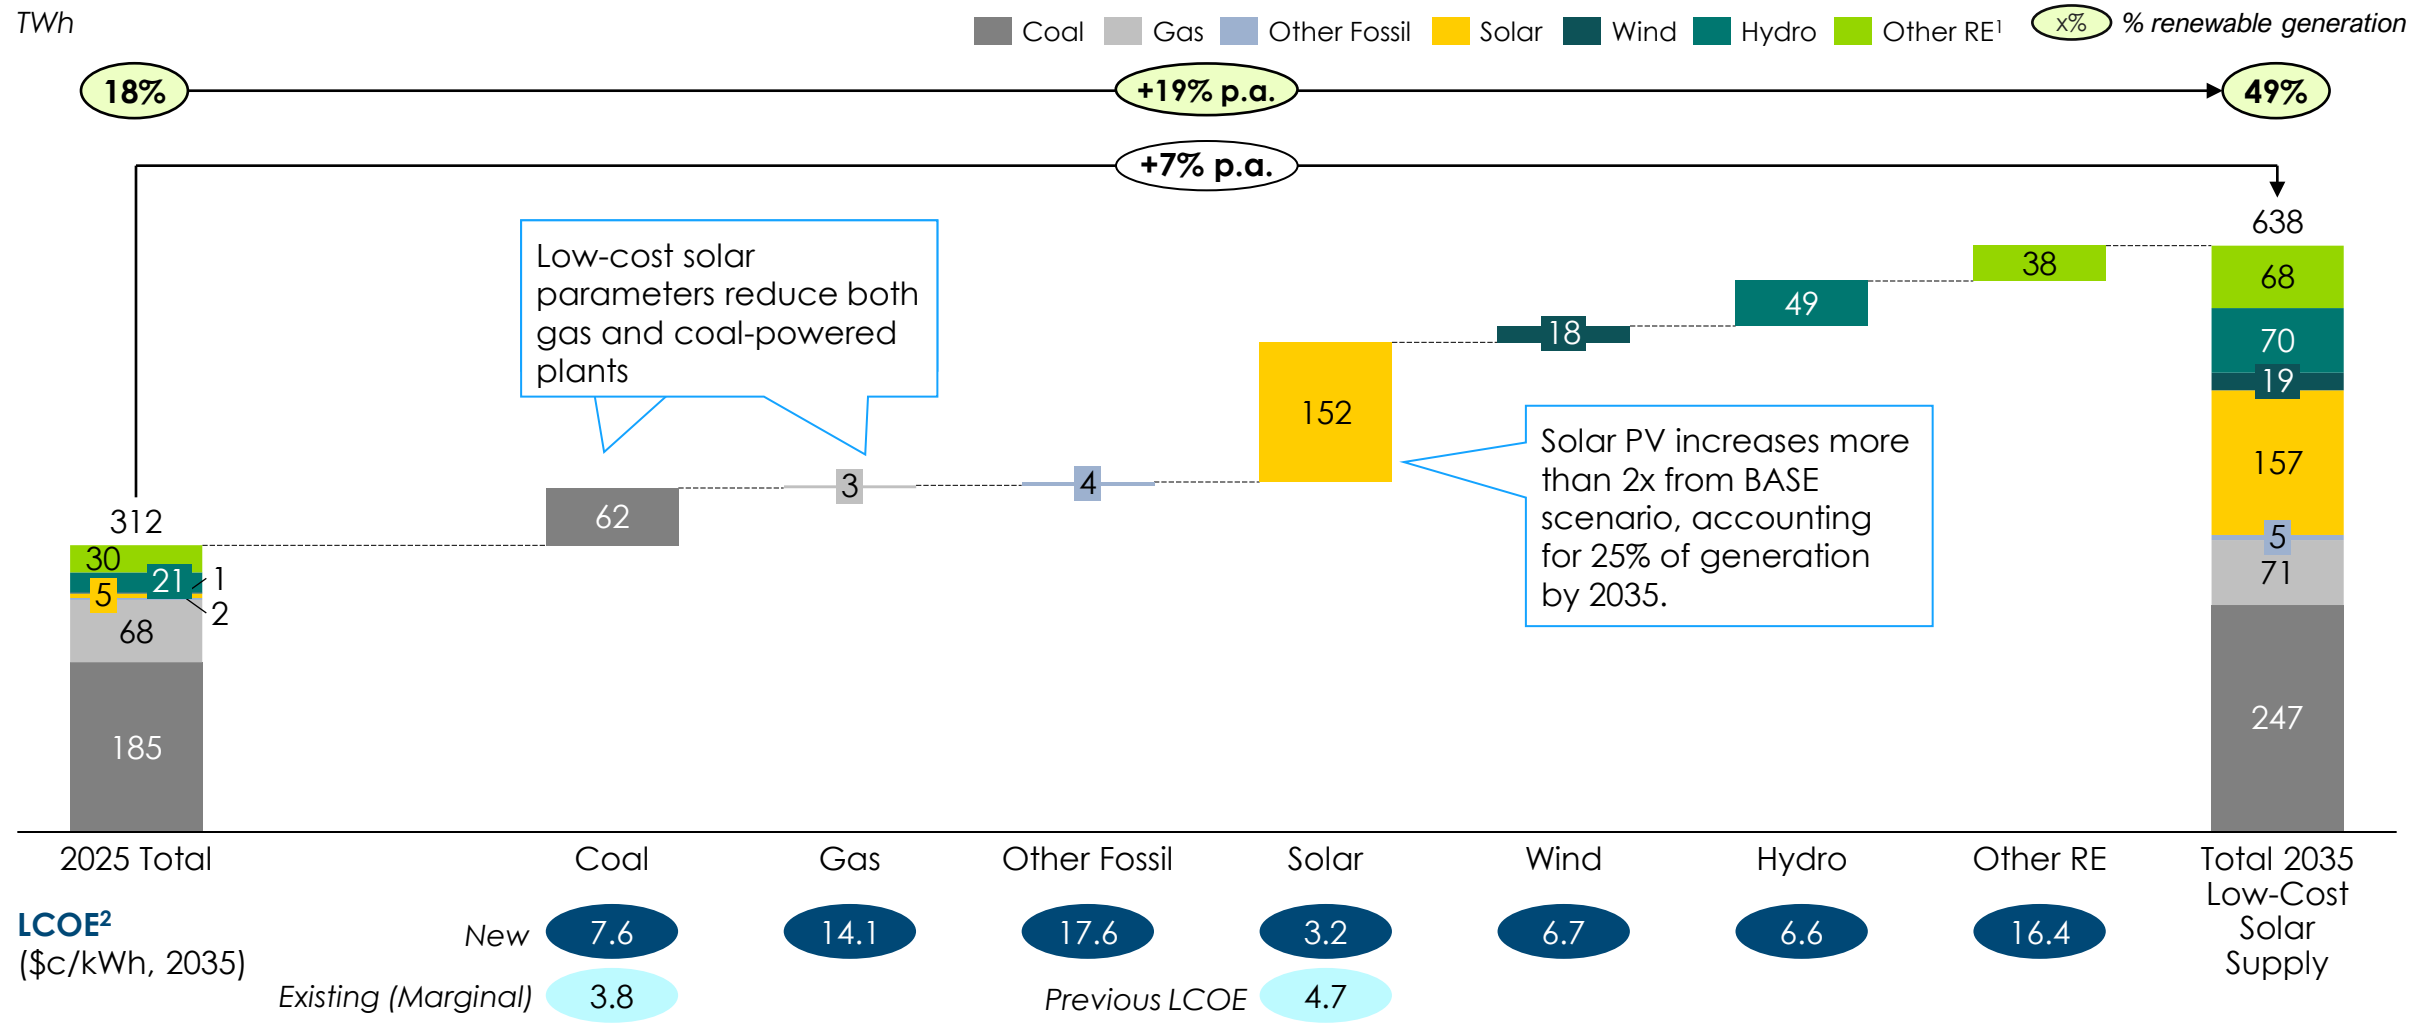 TWh
Coal
Gas
Other Fossil
Solar
Wind
Hydro
Other RE¹
x%
% renewable generation
18%
+19% p.a.
49%
+7% p.a.
638
Low-cost solar
parameters reduce both
gas and coal-powered
plants
38
68
49
18
70
19
152
Solar PV increases more
than 2x from BASE
scenario, accounting
for 25% of generation
by 2035.
157
3
4
62
312
30
21
1
5
2
68
185
5
71
247
2025 Total
Coal
Gas
Other Fossil
Solar
Wind
Hydro
Other RE
Total 2035
Low-Cost
Solar
Supply
LCOE²
($c/kWh, 2035)
New
7.6
14.1
17.6
3.2
6.7
6.6
16.4
Existing (Marginal)
3.8
Previous LCOE
4.7